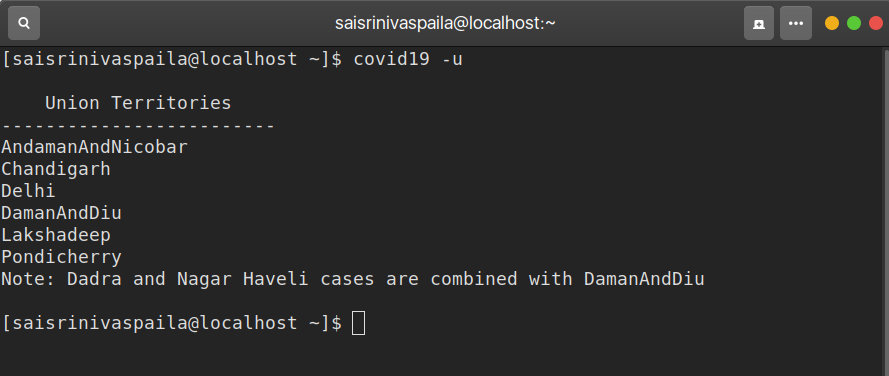 saisrinivaspaila@localhost:~
[saisrinivaspaila@localhost ~]$ covid19 -u
Union Territories
-------------------------
AndamanAndNicobar
Chandigarh
Delhi
DamanAndDiu
Lakshadeep
Pondicherry
Note: Dadra and Nagar Haveli cases are combined with DamanAndDiu
[saisrinivaspaila@localhost ~]$